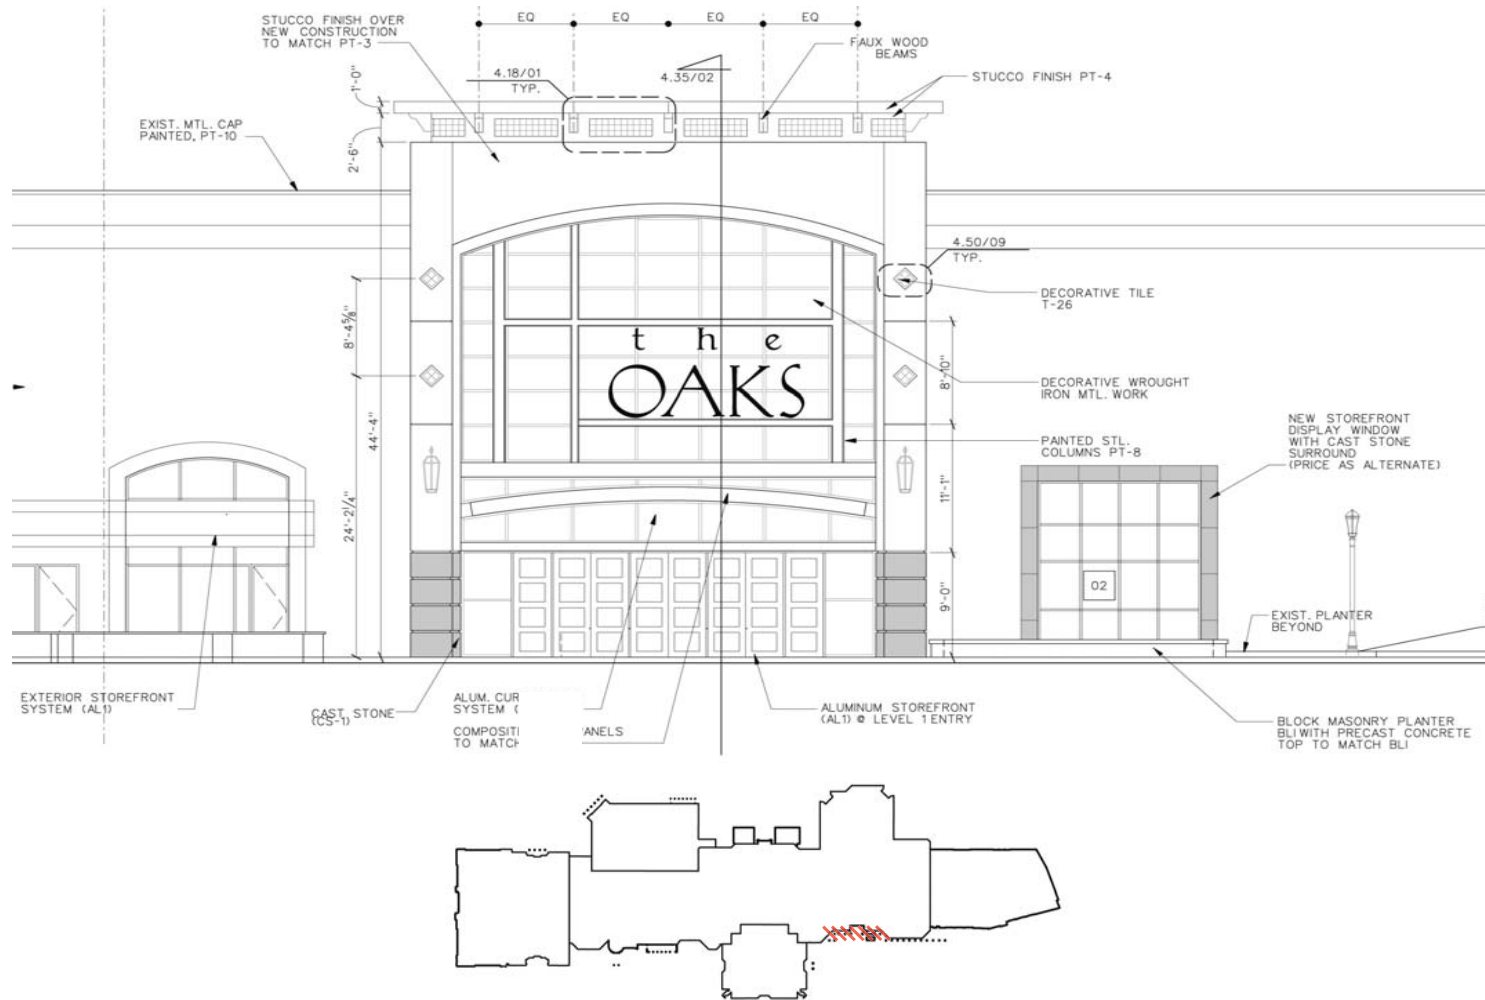 STUCCO FINISH OVER
NEW CONSTRUCTION
TO MATCH PT-3
EQ
EQ
EQ
EQ
FAUX WOOD
BEAMS
4.18/01
TYP.
4.35/02
STUCCO FINISH PT-4
1'-0"
EXIST. MTL. CAP
PAINTED, PT-10
2'-6"
4.50/09
TYP.
DECORATIVE TILE
T-26
8'-4⅝"
the
OAKS
8'-10"
DECORATIVE WROUGHT
IRON MTL. WORK
44'-4"
NEW STOREFRONT
DISPLAY WINDOW
WITH CAST STONE
SURROUND
(PRICE AS ALTERNATE)
PAINTED STL.
COLUMNS PT-8
11'-1"
24'-2¼"
9'-0"
02
EXIST. PLANTER
BEYOND
EXTERIOR STOREFRONT
SYSTEM (AL1)
CAST STONE
(CS-1)
ALUM. CUR
SYSTEM (
COMPOSIT
ANELS
TO MATCH
ALUMINUM STOREFRONT
(AL1) @ LEVEL 1 ENTRY
BLOCK MASONRY PLANTER
BL1 WITH PRECAST CONCRETE
TOP TO MATCH BL1